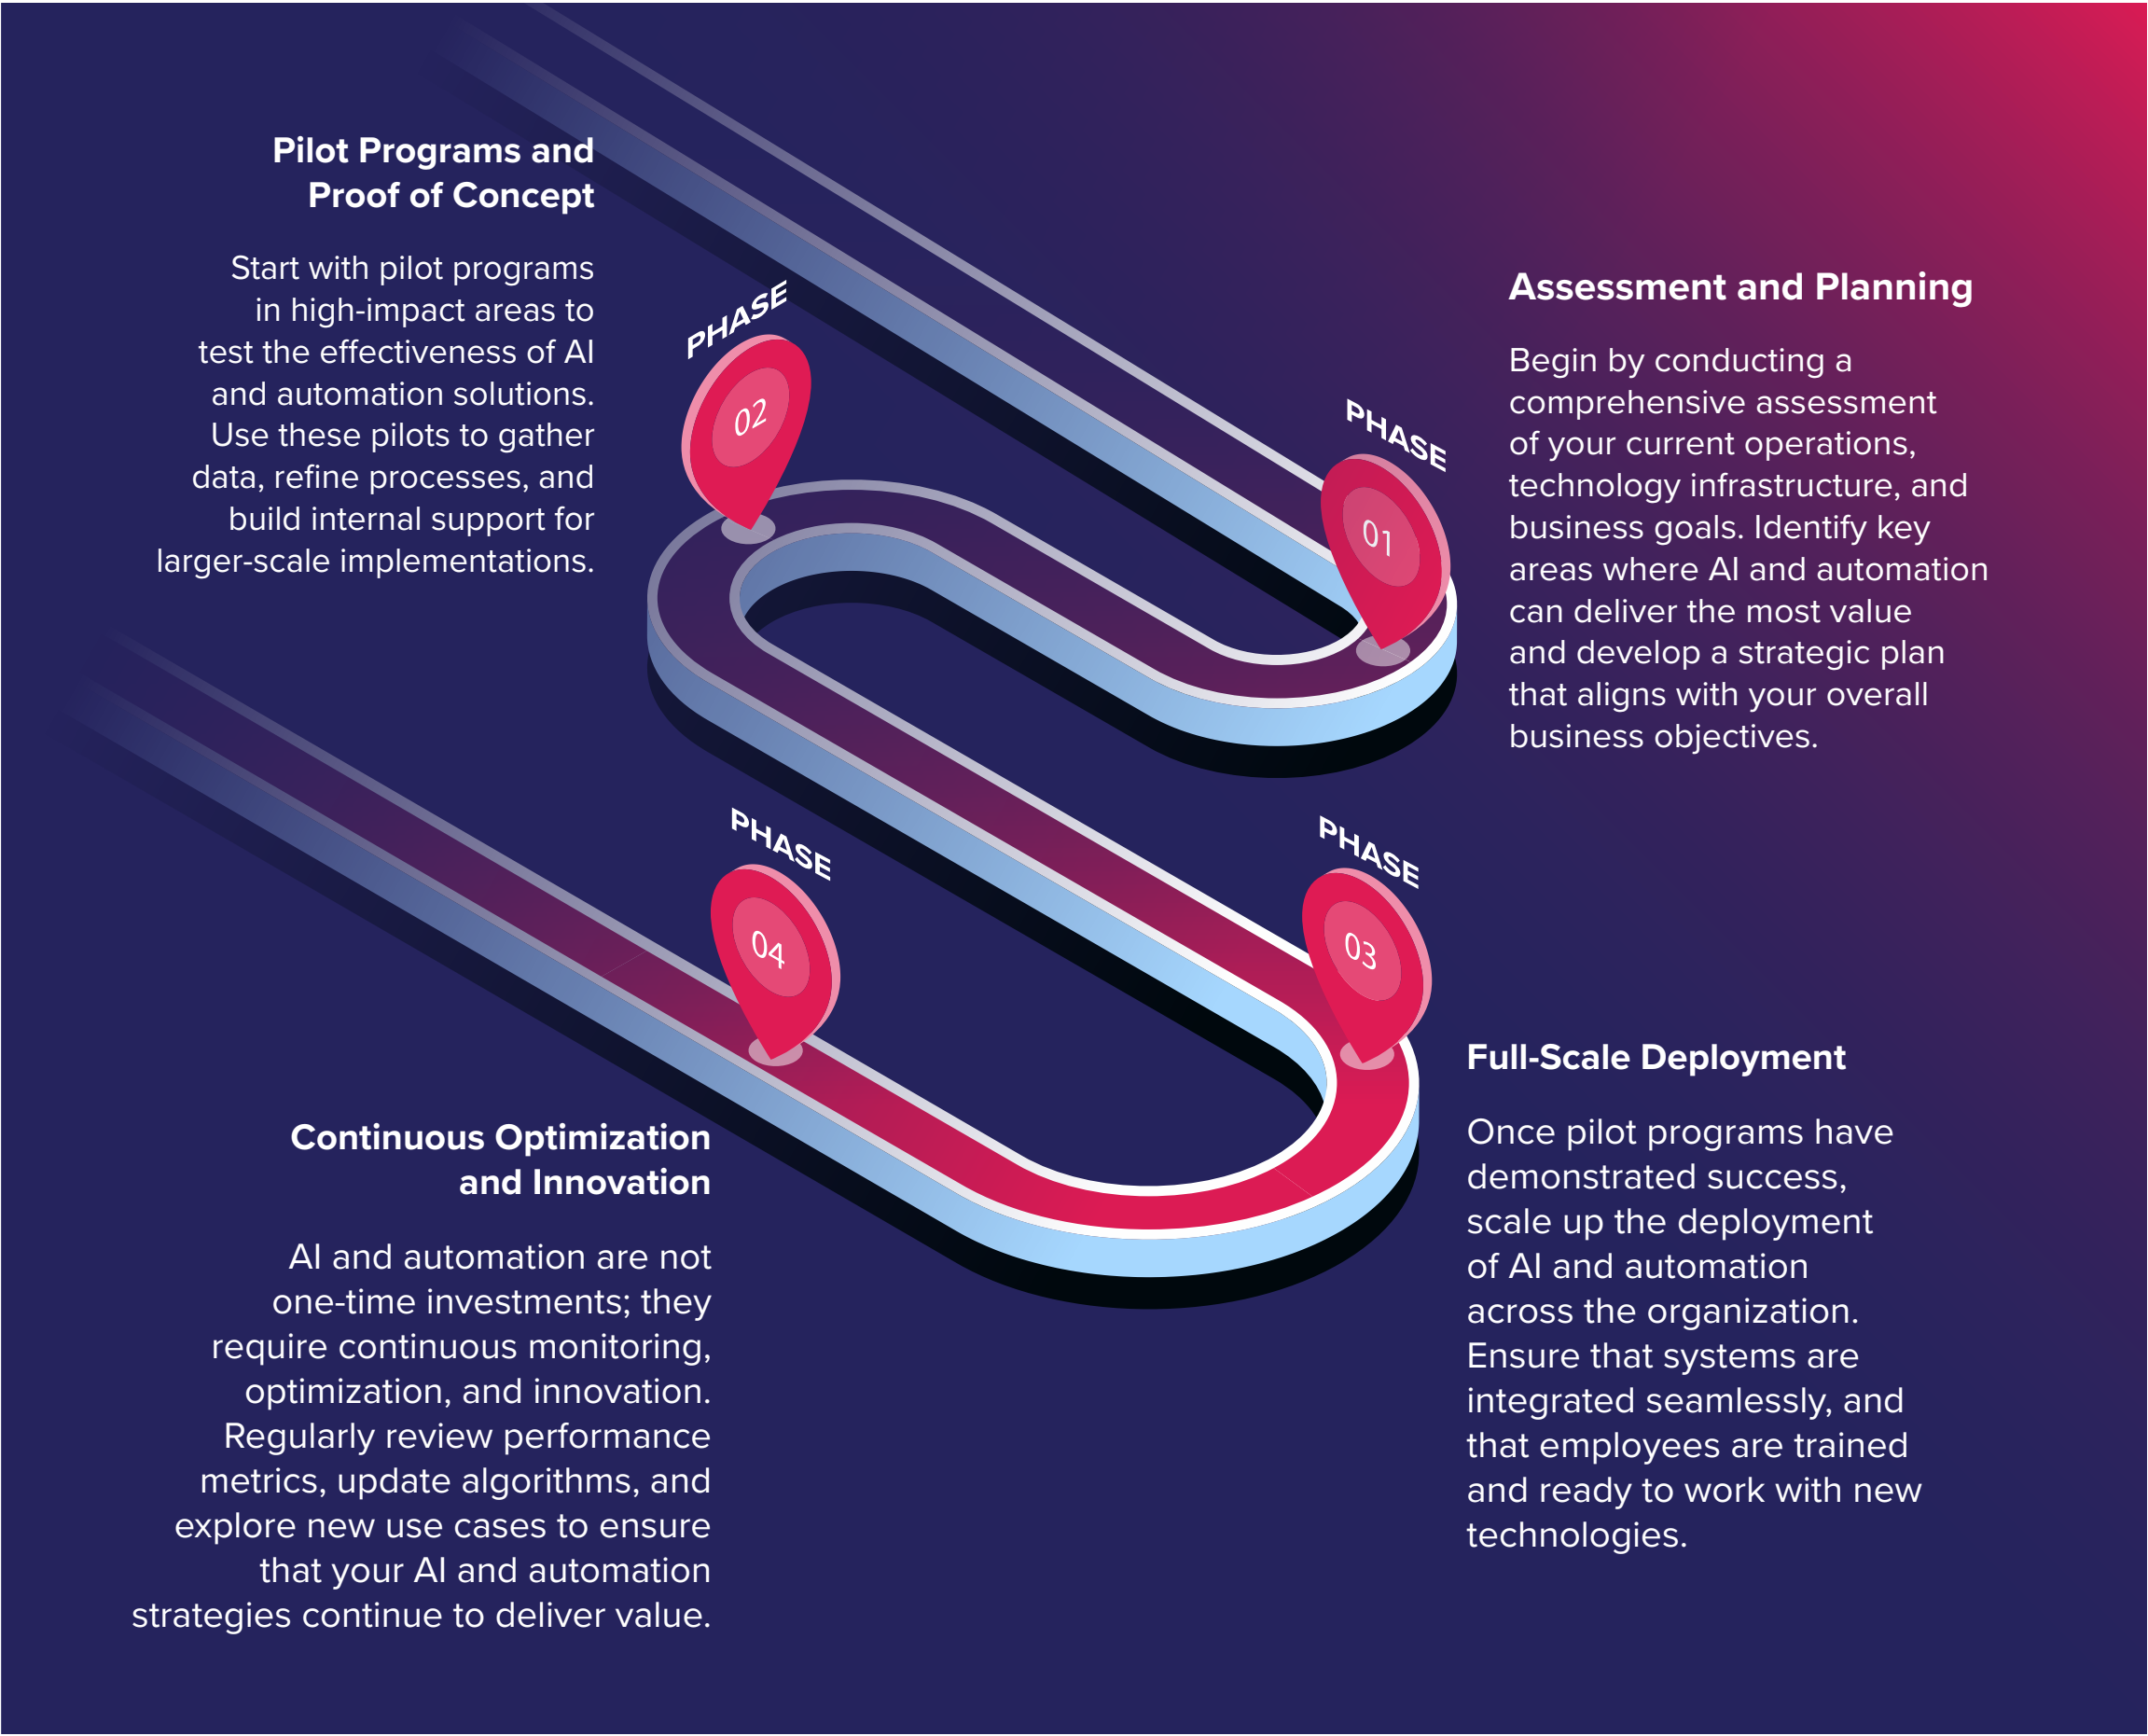 PHASE
01
Assessment and Planning
Begin by conducting a
comprehensive assessment
of your current operations,
technology infrastructure, and
business goals. Identify key
areas where AI and automation
can deliver the most value
and develop a strategic plan
that aligns with your overall
business objectives.
PHASE
02
Pilot Programs and
Proof of Concept
Start with pilot programs
in high-impact areas to
test the effectiveness of AI
and automation solutions.
Use these pilots to gather
data, refine processes, and
build internal support for
larger-scale implementations.
PHASE
03
Full-Scale Deployment
Once pilot programs have
demonstrated success,
scale up the deployment
of AI and automation
across the organization.
Ensure that systems are
integrated seamlessly, and
that employees are trained
and ready to work with new
technologies.
PHASE
04
Continuous Optimization
and Innovation
AI and automation are not
one-time investments; they
require continuous monitoring,
optimization, and innovation.
Regularly review performance
metrics, update algorithms, and
explore new use cases to ensure
that your AI and automation
strategies continue to deliver value.